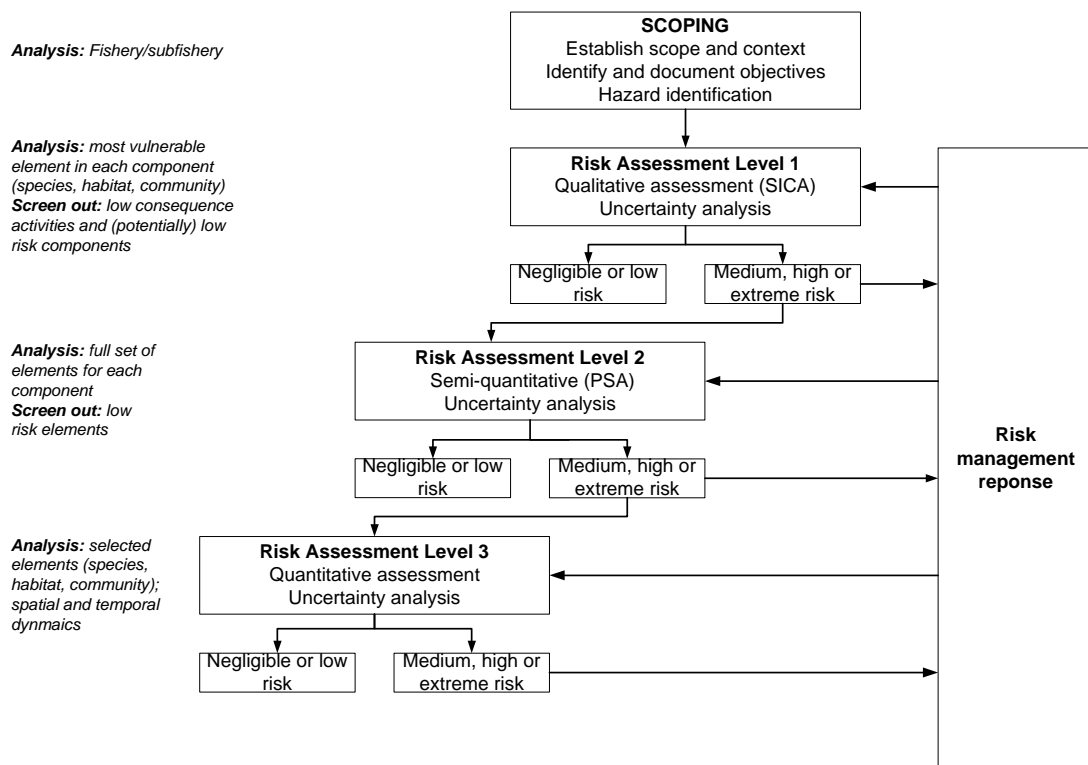 SCOPING
Establish scope and context
Identify and document objectives
Hazard identification
Analysis: Fishery/subfishery
Analysis: most vulnerable
element in each component
(species, habitat, community)
Screen out: low consequence
activities and (potentially) low
risk components
Risk Assessment Level 1
Qualitative assessment (SICA)
Uncertainty analysis
Negligible or low
risk
Medium, high or
extreme risk
Analysis: full set of
elements for each
component
Screen out: low
risk elements
Risk Assessment Level 2
Semi-quantitative (PSA)
Uncertainty analysis
Negligible or low
risk
Medium, high or
extreme risk
Risk
management
reponse
Analysis: selected
elements (species,
habitat, community);
spatial and temporal
dynmaics
Risk Assessment Level 3
Quantitative assessment
Uncertainty analysis
Negligible or low
risk
Medium, high or
extreme risk